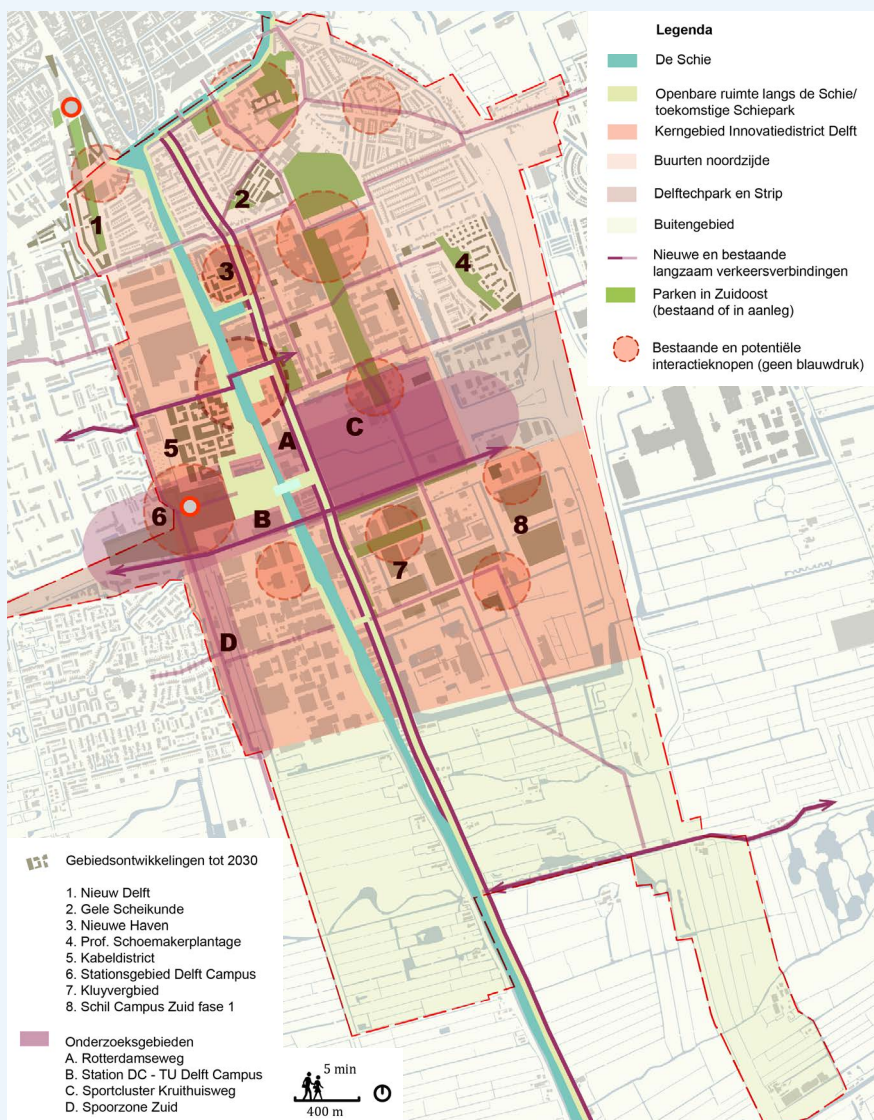 Legenda
De Schie
Openbare ruimte langs de Schie/
toekomstige Schiepark
Kerngebied Innovatiedistrict Delft
Buurten noordzijde
Delftechpark en Strip
Buitengebied
Nieuwe en bestaande
langzaam verkeersverbindingen
Parken in Zuidoost
(bestaand of in aanleg)
Bestaande en potentiële
interactieknopen (geen blauwdruk)
1
2
3
4
5
A
C
6
B
8
7
D
Gebiedsontwikkelingen tot 2030
1. Nieuw Delft
2. Gele Scheikunde
3. Nieuwe Haven
4. Prof. Schoemakerplantage
5. Kabeldistrict
6. Stationsgebied Delft Campus
7. Kluyvergbied
8. Schil Campus Zuid fase 1
Onderzoeksgebieden
A. Rotterdamseweg
B. Station DC - TU Delft Campus
C. Sportcluster Kruithuisweg
D. Spoorzone Zuid
5 min
400 m